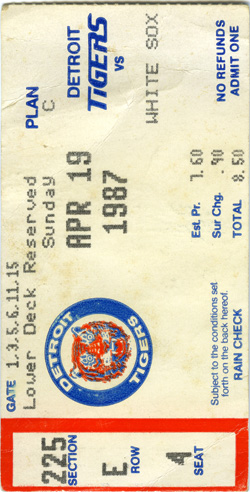 GATE 1,3,5,6,11,15
Lower Deck Reserved
Sunday
APR 19
1987
PLAN
C
DETROIT
TIGERS
VS
WHITE SOX
NO REFUNDS
ADMIT ONE
Est. Pr. 7.60
Sur Chg. .90
TOTAL 8.50
DETROIT TIGERS
Subject to the conditions set
forth on the back hereof.
RAIN CHECK
225
SECTION
E
ROW
4
SEAT